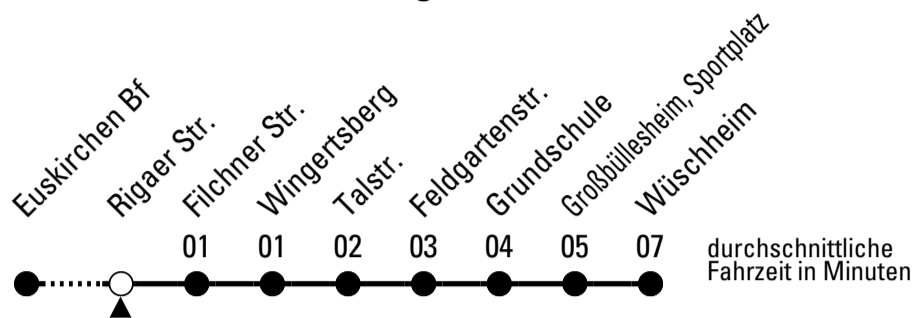 Euskirchen Bf
Rigaer Str.
Filchner Str.
Wingertsberg
Talstr.
Feldgartenstr.
Grundschule
Großbüllesheim, Sportplatz
Wüschheim
01 01 02 03 04 05 07
durchschnittliche
Fahrzeit in Minuten